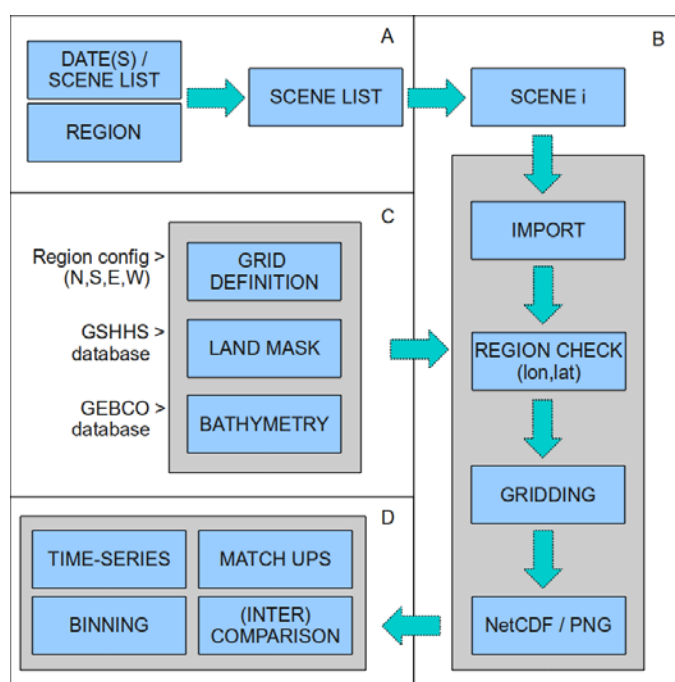 A
DATE(S) /
SCENE LIST
REGION
SCENE LIST
B
SCENE i
IMPORT
REGION CHECK
(lon,lat)
GRIDDING
NetCDF / PNG
C
Region config >
(N,S,E,W)
GRID
DEFINITION
GSHHS >
database
LAND MASK
GEBCO >
database
BATHYMETRY
D
TIME-SERIES
MATCH UPS
BINNING
(INTER)
COMPARISON